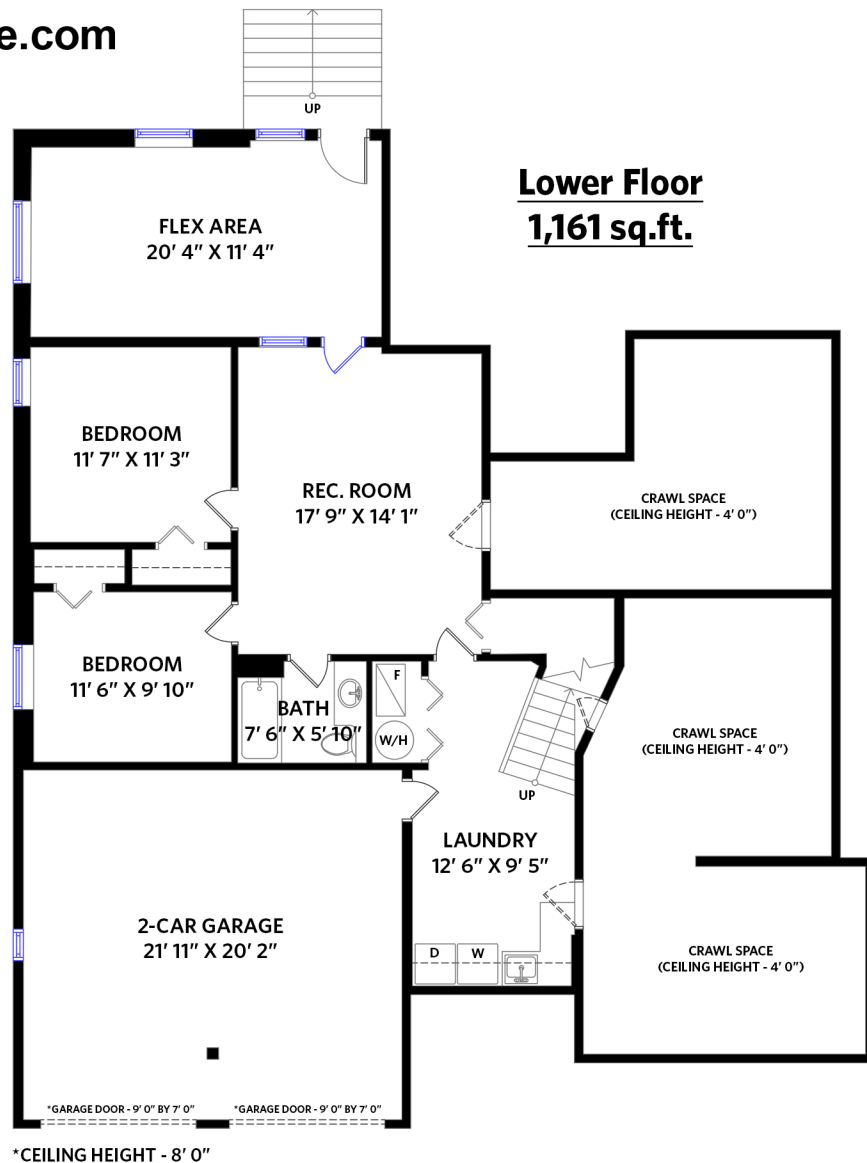 e.com
UP
Lower Floor
1,161 sq.ft.
FLEX AREA
20' 4" X 11' 4"
BEDROOM
11' 7" X 11' 3"
REC. ROOM
17' 9" X 14' 1"
CRAWL SPACE
(CEILING HEIGHT - 4' 0")
BEDROOM
11' 6" X 9' 10"
BATH
7' 6" X 5' 10"
F
W/H
CRAWL SPACE
(CEILING HEIGHT - 4' 0")
UP
LAUNDRY
12' 6" X 9' 5"
2-CAR GARAGE
21' 11" X 20' 2"
D W
CRAWL SPACE
(CEILING HEIGHT - 4' 0")
*GARAGE DOOR - 9' 0" BY 7' 0" *GARAGE DOOR - 9' 0" BY 7' 0"
*CEILING HEIGHT - 8' 0"